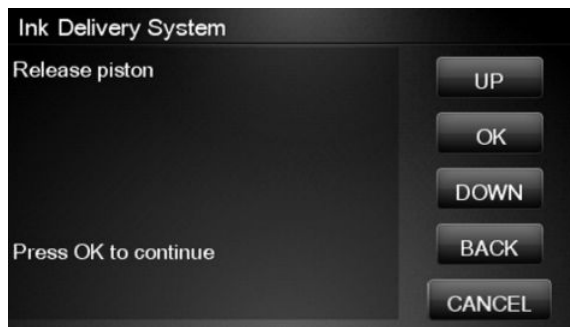 Ink Delivery System
Release piston
UP
OK
DOWN
Press OK to continue
BACK
CANCEL